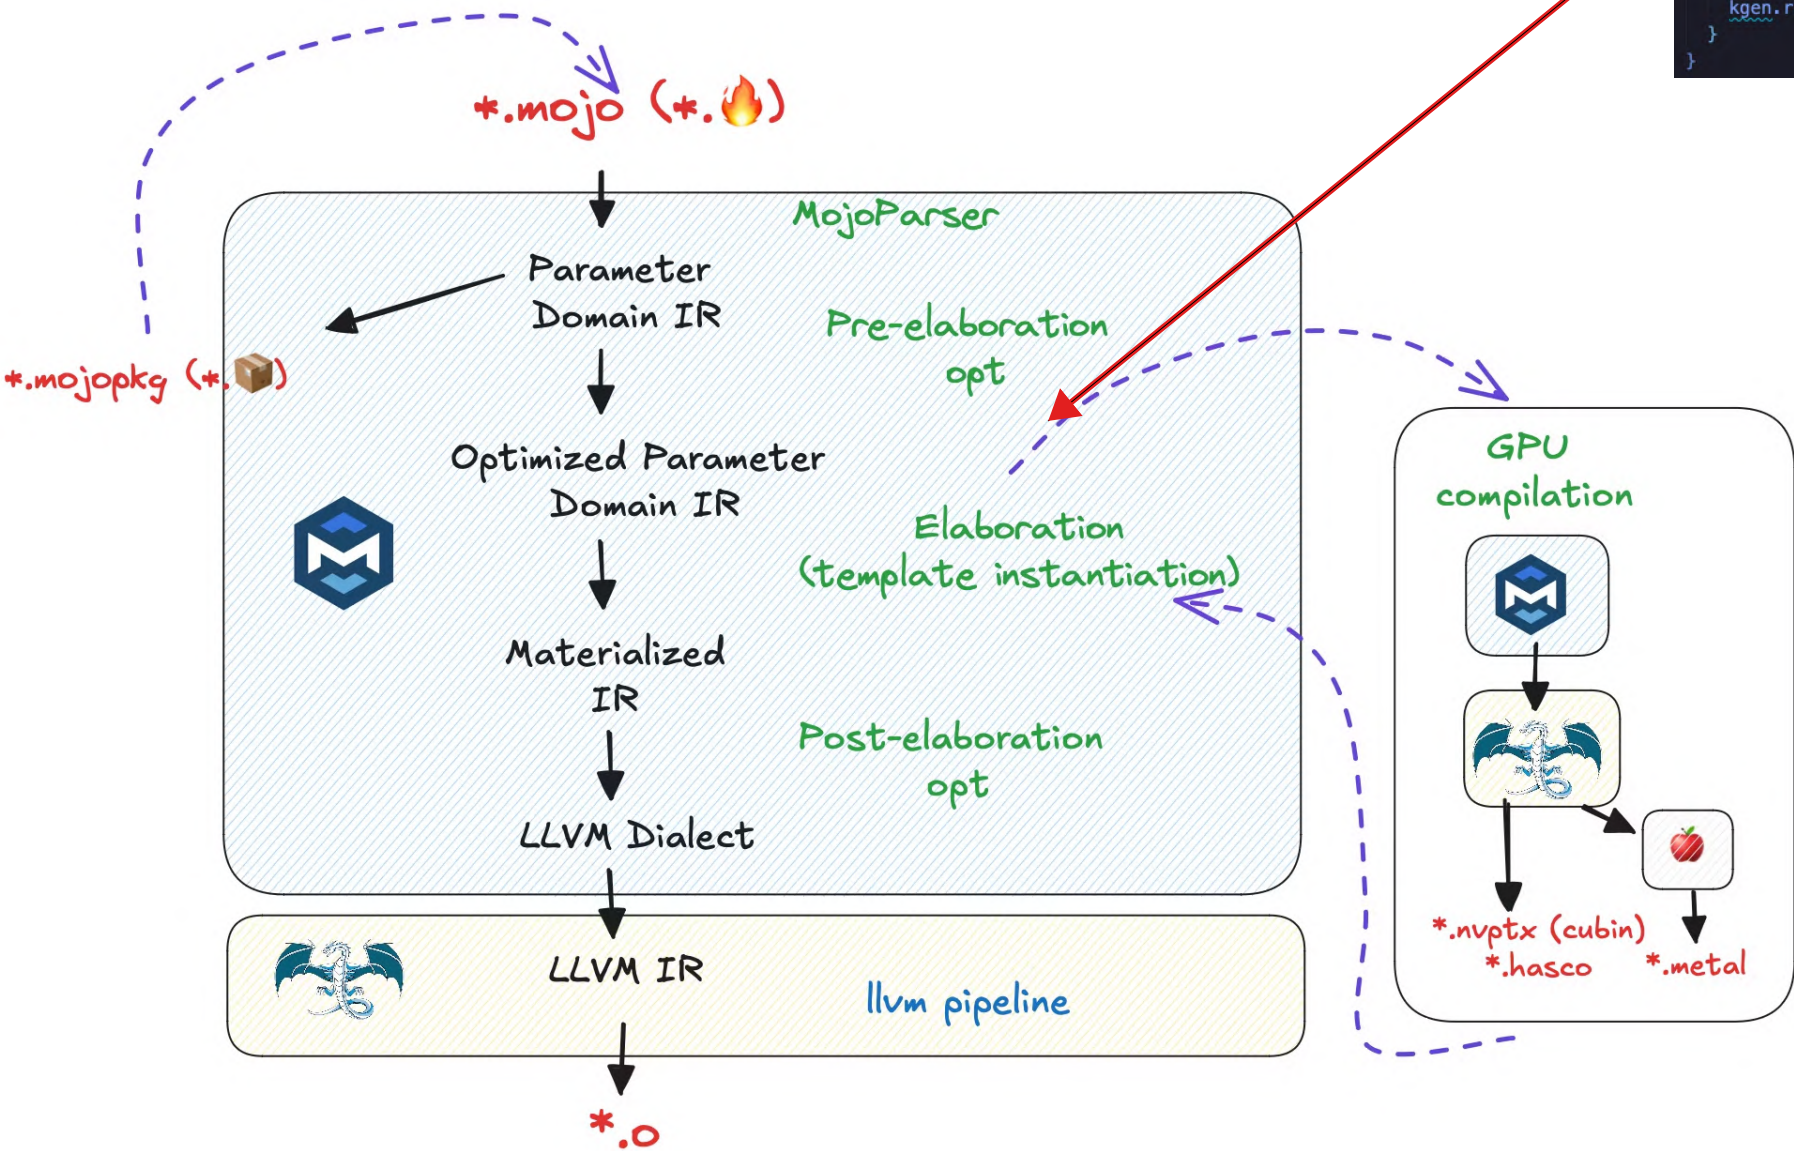 kgen.r
}
}
*.mojo (*.🔥)
MojoParser
Parameter
Domain IR
Pre-elaboration
opt
*.mojopkg (*.📦)
Optimized Parameter
Domain IR
Elaboration
(template instantiation)
Materialized
IR
Post-elaboration
opt
LLVM Dialect
LLVM IR
llvm pipeline
*.o
GPU
compilation
*.nvptx (cubin)
*.hasco
*.metal